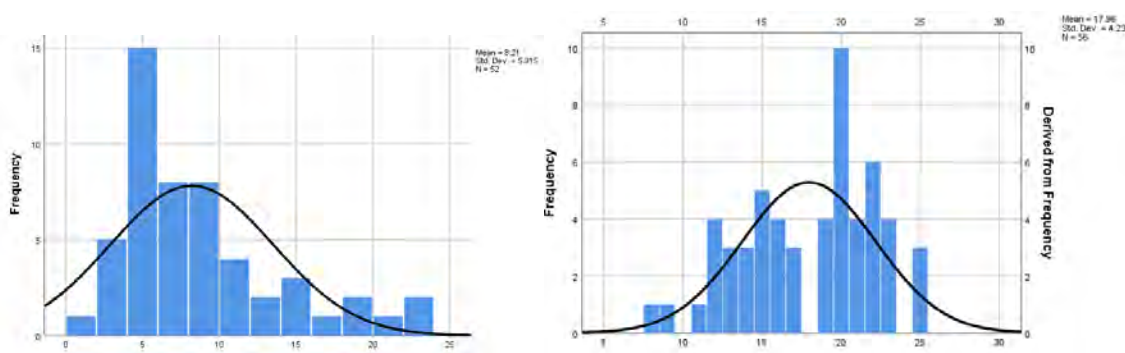 Frequency
15
10
5
0
0 5 10 15 20 25
Mean = 8.21
Std. Dev. = 5.315
N = 52
5 10 15 20 25 30
Frequency
10
8
6
4
2
0
5 10 15 20 25 30
10
8
6
4
2
0
Derived from Frequency
Mean = 17.96
Std. Dev. = 4.23
N = 56